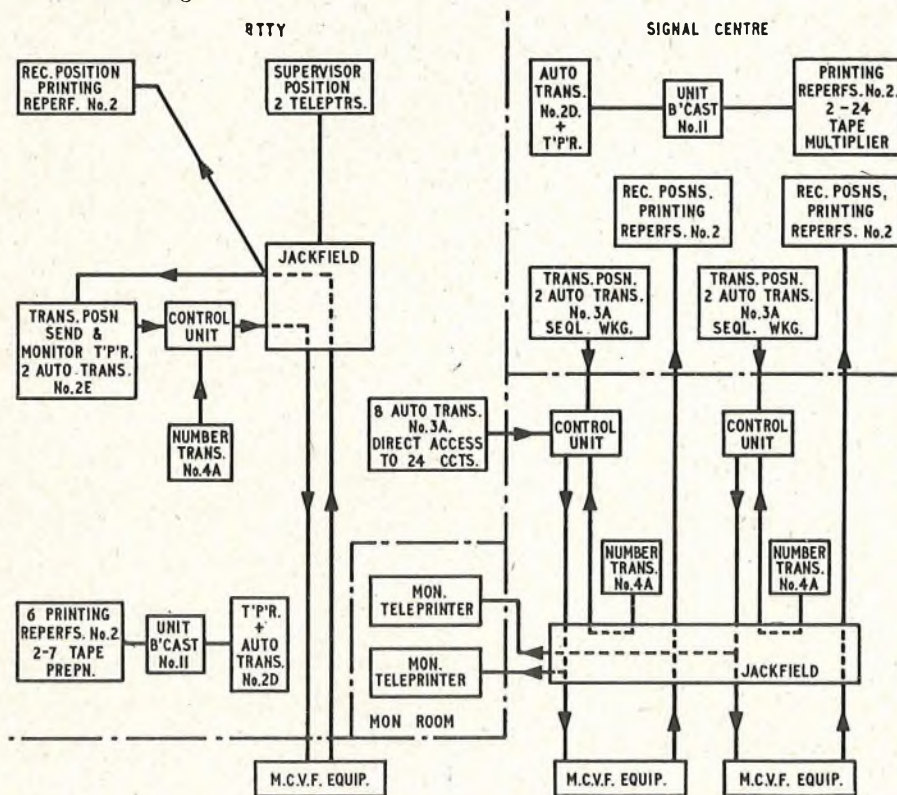 BTTY
SIGNAL CENTRE
REC. POSITION
PRINTING
REPERF. No.2
SUPERVISOR
POSITION
2 TELEPTRS.
AUTO
TRANS.
No.2D.
+
T'P'R.
UNIT
B'CAST
No.11
PRINTING
REPERFS. No.2.
2-24
TAPE
MULTIPLIER
REC. POSNS.
PRINTING
REPERFS. No.2
REC. POSNS,
PRINTING
REPERFS. No.2
JACKFIELD
TRANS. POSN
SEND &
MONITOR T'P'R.
2 AUTO TRANS.
No.2E
CONTROL
UNIT
NUMBER
TRANS.
No.4A
TRANS. POSN.
2 AUTO TRANS.
No.3A
SEQL. WKG.
TRANS. POSN.
2 AUTO TRANS.
No.3A
SEQL. WKG.
8 AUTO TRANS.
No.3A.
DIRECT ACCESS
TO 24 CCTS.
CONTROL
UNIT
CONTROL
UNIT
NUMBER
TRANS.
No.4A
NUMBER
TRANS.
No.4A
6 PRINTING
REPERFS. No.2
2-7 TAPE
PREPN.
UNIT
B'CAST
No.11
T'P'R.
+
AUTO
TRANS.
No.2D
MON.
TELEPRINTER
MON.
TELEPRINTER
MON ROOM
JACKFIELD
M.C.V.F. EQUIP.
M.C.V.F. EQUIP.
M.C.V.F. EQUIP.